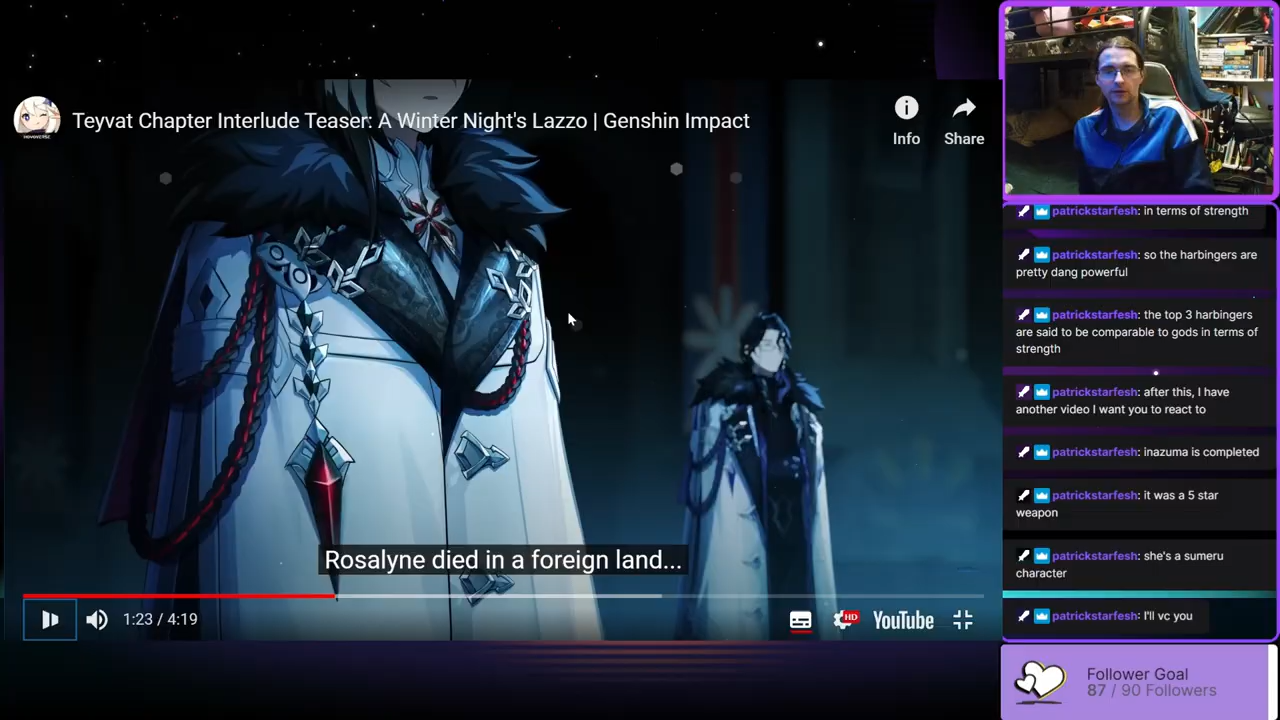 Teyvat Chapter Interlude Teaser: A Winter Night's Lazzo | Genshin Impact
Info
Share
Rosalyne died in a foreign land...
1:23 / 4:19
HD
YouTube
patrickstarfesh: in terms of strength
patrickstarfesh: so the harbingers are
pretty dang powerful
patrickstarfesh: the top 3 harbingers
are said to be comparable to gods in terms of
strength
patrickstarfesh: after this, I have
another video I want you to react to
patrickstarfesh: inazuma is completed
patrickstarfesh: it was a 5 star
weapon
patrickstarfesh: she's a sumeru
character
patrickstarfesh: I'll vc you
Follower Goal
87 / 90 Followers